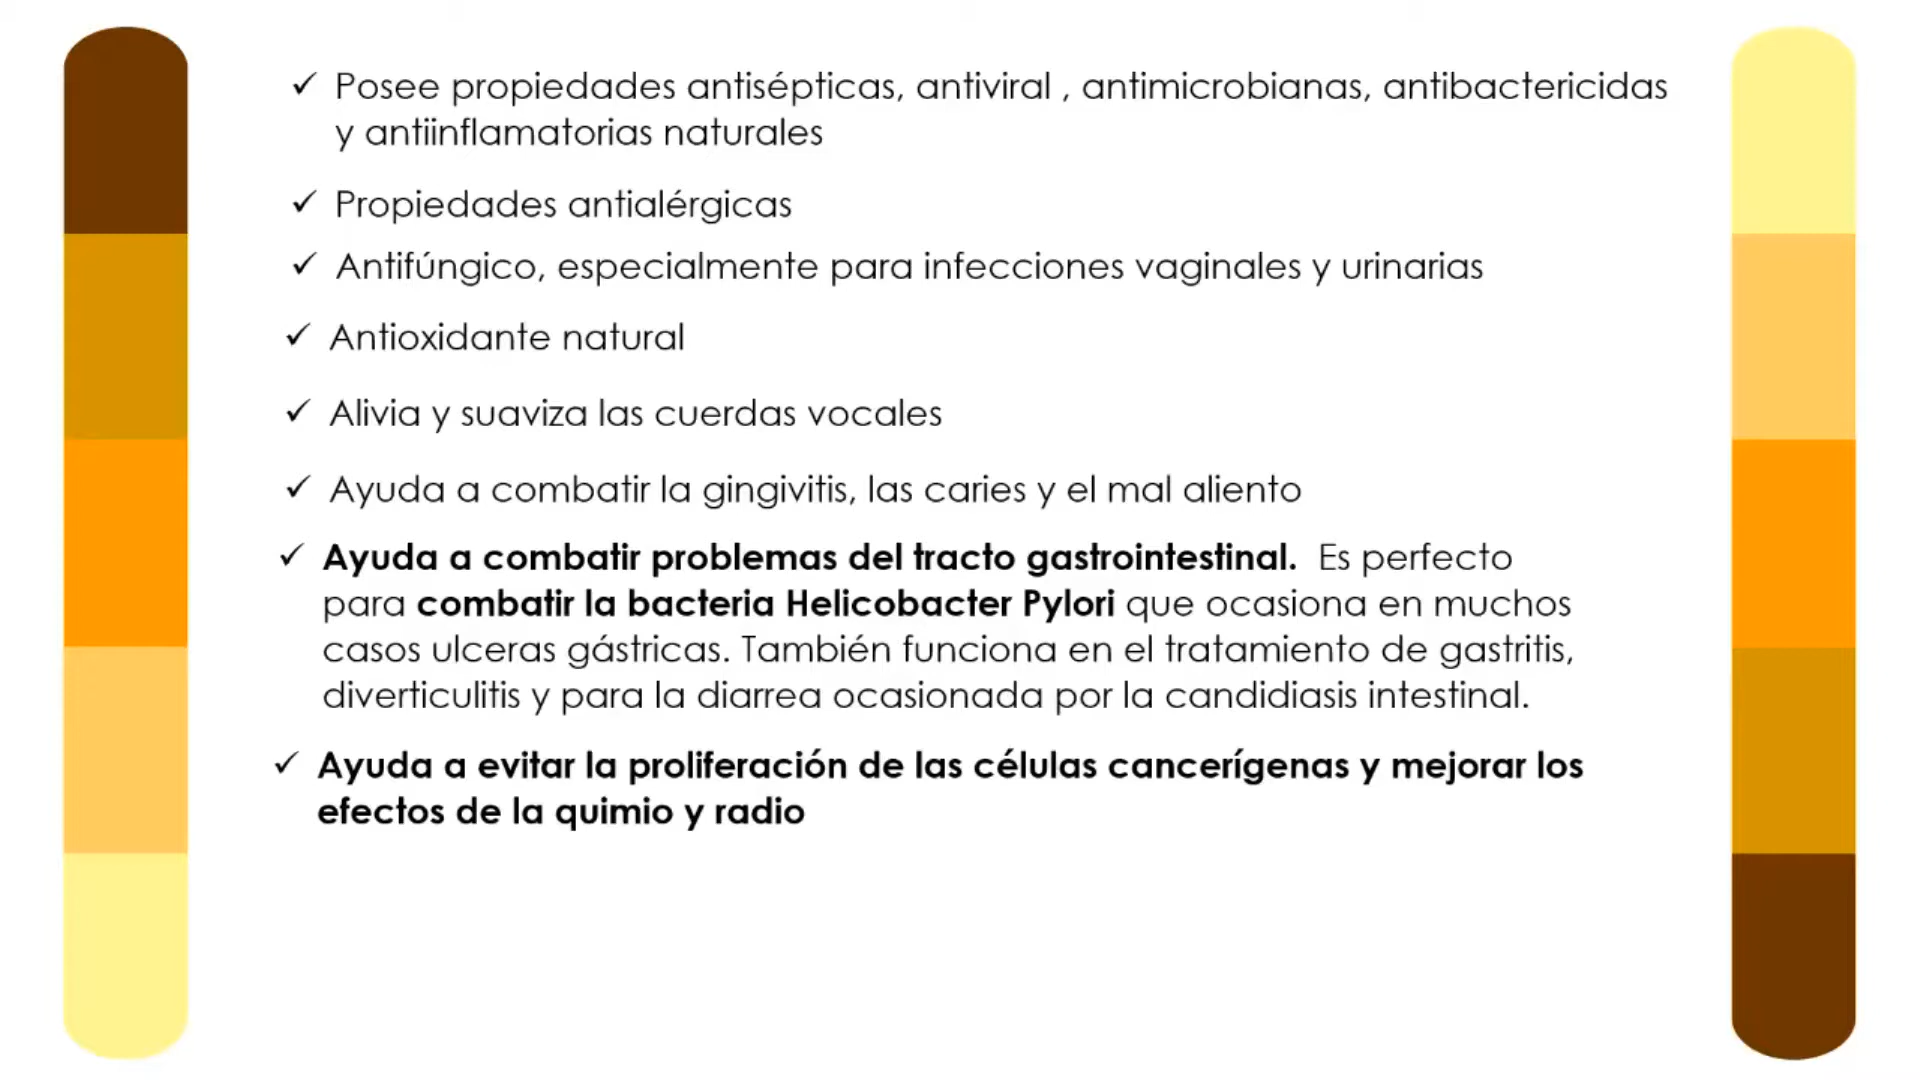 ✓ Posee propiedades antisépticas, antiviral , antimicrobianas, antibactericidas
y antiinflamatorias naturales
✓ Propiedades antialérgicas
✓ Antifúngico, especialmente para infecciones vaginales y urinarias
✓ Antioxidante natural
✓ Alivia y suaviza las cuerdas vocales
✓ Ayuda a combatir la gingivitis, las caries y el mal aliento
✓ Ayuda a combatir problemas del tracto gastrointestinal. Es perfecto
para combatir la bacteria Helicobacter Pylori que ocasiona en muchos
casos ulceras gástricas. También funciona en el tratamiento de gastritis,
diverticulitis y para la diarrea ocasionada por la candidiasis intestinal.
✓ Ayuda a evitar la proliferación de las células cancerígenas y mejorar los
efectos de la quimio y radio